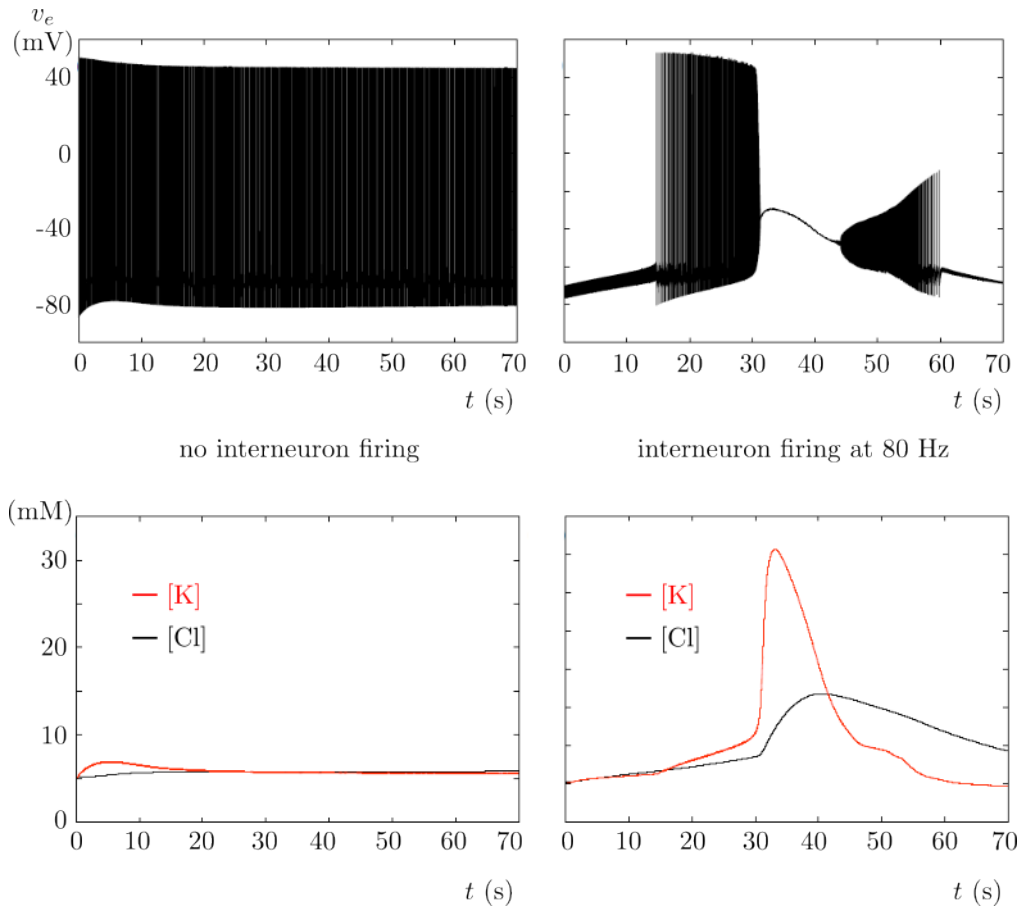 v_e
(mV)
40
0
-40
-80
0 10 20 30 40 50 60 70
t (s)
no interneuron firing
0 10 20 30 40 50 60 70
t (s)
interneuron firing at 80 Hz
(mM)
30
20
10
0
[K]
[Cl]
0 10 20 30 40 50 60 70
t (s)
[K]
[Cl]
0 10 20 30 40 50 60 70
t (s)